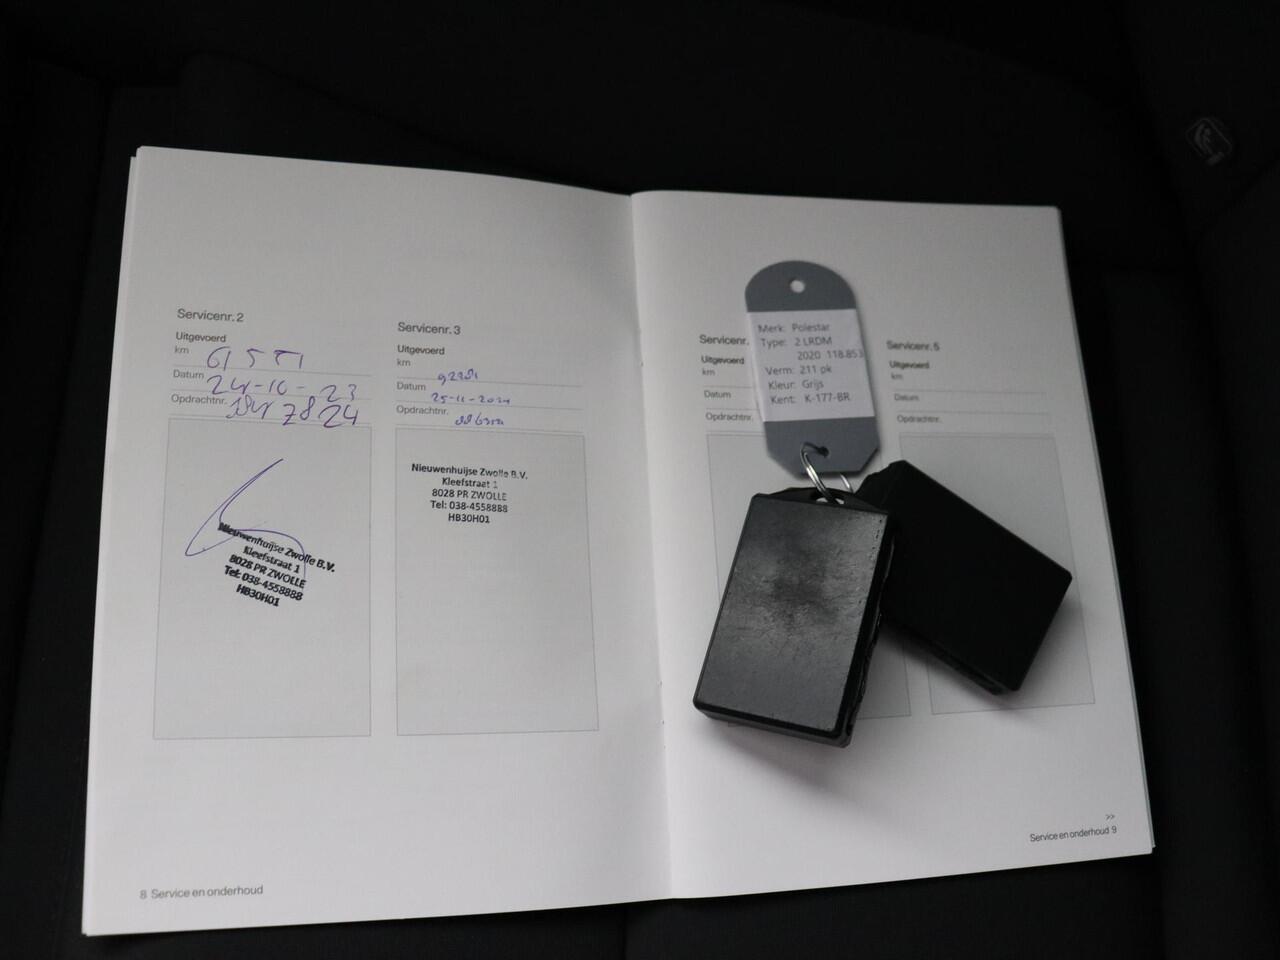 Servicenr. 2
Uitgevoerd
km
Datum 24-10-23
Opdrachtnr.
Nieuwenhuijse Zwolle B.V.
Kleefstraat 1
8028 PR ZWOLLE
Tel: 038-4558888
HB30H01
8 Service en onderhoud
Servicenr. 3
Uitgevoerd
km
Datum 25-11-2024
Opdrachtnr.
Nieuwenhuijse Zwolle B.V.
Kleefstraat 1
8028 PR ZWOLLE
Tel: 038-4558888
HB30H01
Servicenr.
Uitgevoerd
km
Datum
Opdrachtnr.
Merk: Polestar
Type: 2 LRDM
2020 118.853
Verm: 211 pk
Kleur: Grijs
Kent: K-177-BR
Servicenr. 5
Uitgevoerd
km
Datum
Opdrachtnr.
>>
Service en onderhoud 9